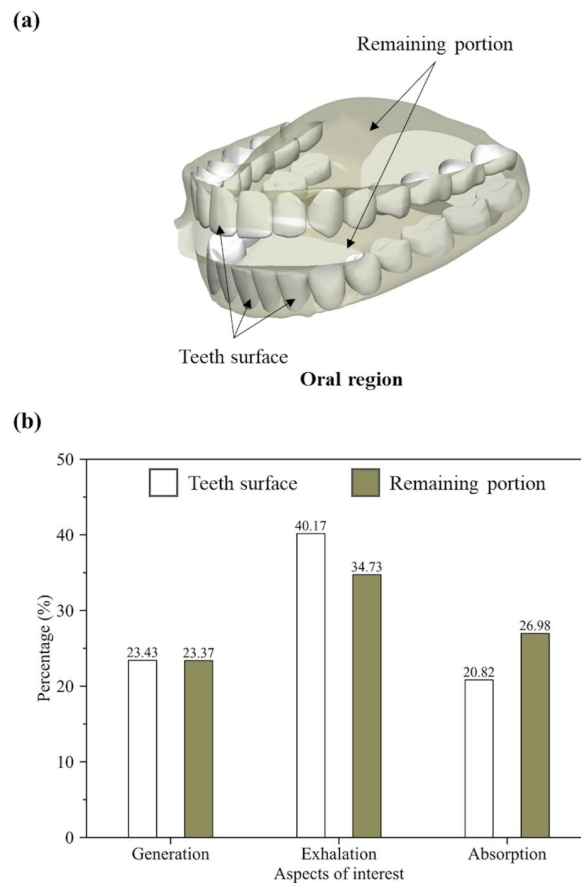 (a)
Remaining portion
Teeth surface
Oral region
(b)
50
Teeth surface
Remaining portion
40.17
40
34.73
30
26.98
23.43
23.37
20.82
20
10
0
Percentage (%)
Generation
Exhalation
Absorption
Aspects of interest